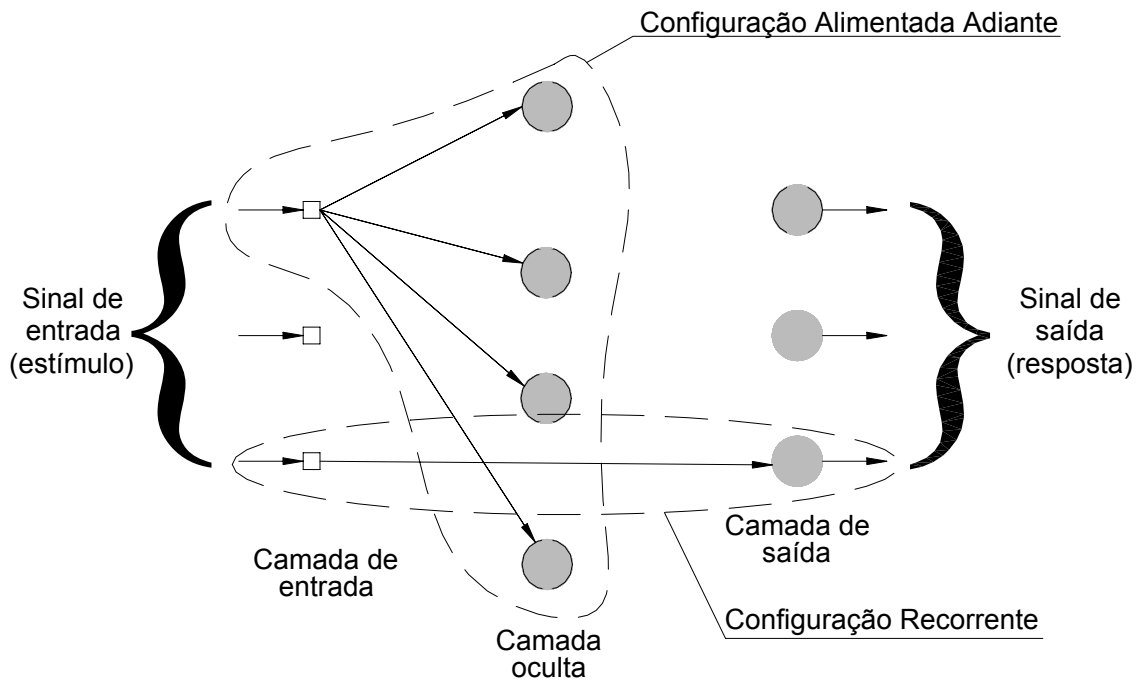 Configuração Alimentada Adiante
Sinal de
entrada
(estímulo)
Sinal de
saída
(resposta)
Camada de
entrada
Camada
oculta
Camada de
saída
Configuração Recorrente